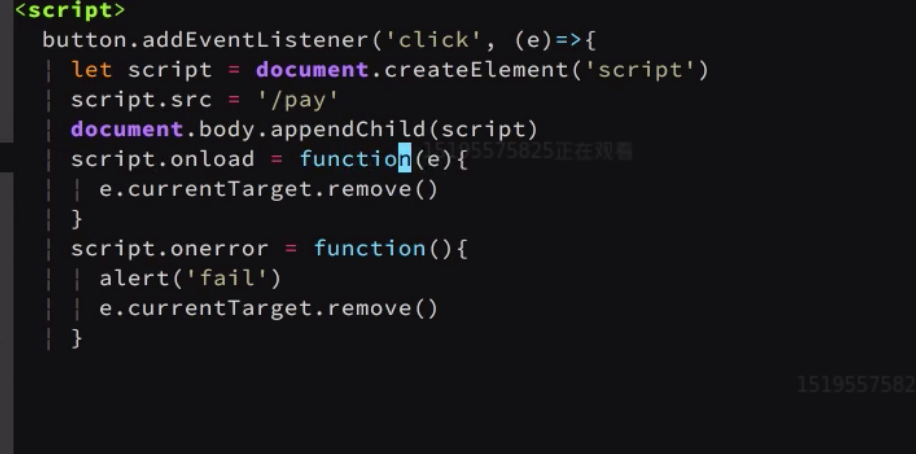 <script>
button.addEventListener('click', (e)=>{
let script = document.createElement('script')
script.src = '/pay'
document.body.appendChild(script)
script.onload = function(e){
15195575825正在观看
e.currentTarget.remove()
}
script.onerror = function(){
alert('fail')
e.currentTarget.remove()
}
1519557582